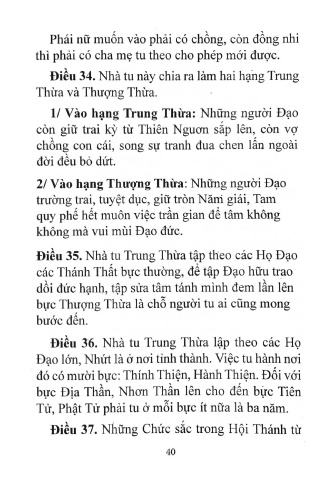 Phái nữ muốn vào phải có chồng, còn đồng nhi
thì phải có cha mẹ tu theo cho phép mới được.
Điều 34. Nhà tu này chia ra làm hai hạng Trung
Thừa và Thượng Thừa.
1/ Vào hạng Trung Thừa: Những người Đạo
còn giữ trai kỳ từ Thiên Nguơn sắp lên, còn vợ
chồng con cái, song sự tranh đua chen lấn ngoài
đời đều bỏ dứt.
2/ Vào hạng Thượng Thừa: Những người Đạo
trường trai, tuyệt dục, giữ tròn Năm giái, Tam
quy phế hết muôn việc trần gian để tâm không
không mà vui mùi Đạo đức.
Điều 35. Nhà tu Trung Thừa tập theo các Họ Đạo
các Thánh Thất bực thường, để tập Đạo hữu trao
dồi đức hạnh, tập sửa tâm tánh mình đem lần lên
bực Thượng Thừa là chỗ người tu ai cũng mong
bước đến.
Điều 36. Nhà tu Trung Thừa lập theo các Họ
Đạo lớn, Nhứt là ở nơi tỉnh thành. Việc tu hành nơi
đó có mười bực: Thính Thiện, Hành Thiện. Đối với
bực Địa Thần, Nhơn Thần lên cho đến bực Tiên
Tử, Phật Tử phải tu ở mỗi bực ít nữa là ba năm.
Điều 37. Những Chức sắc trong Hội Thánh từ
40